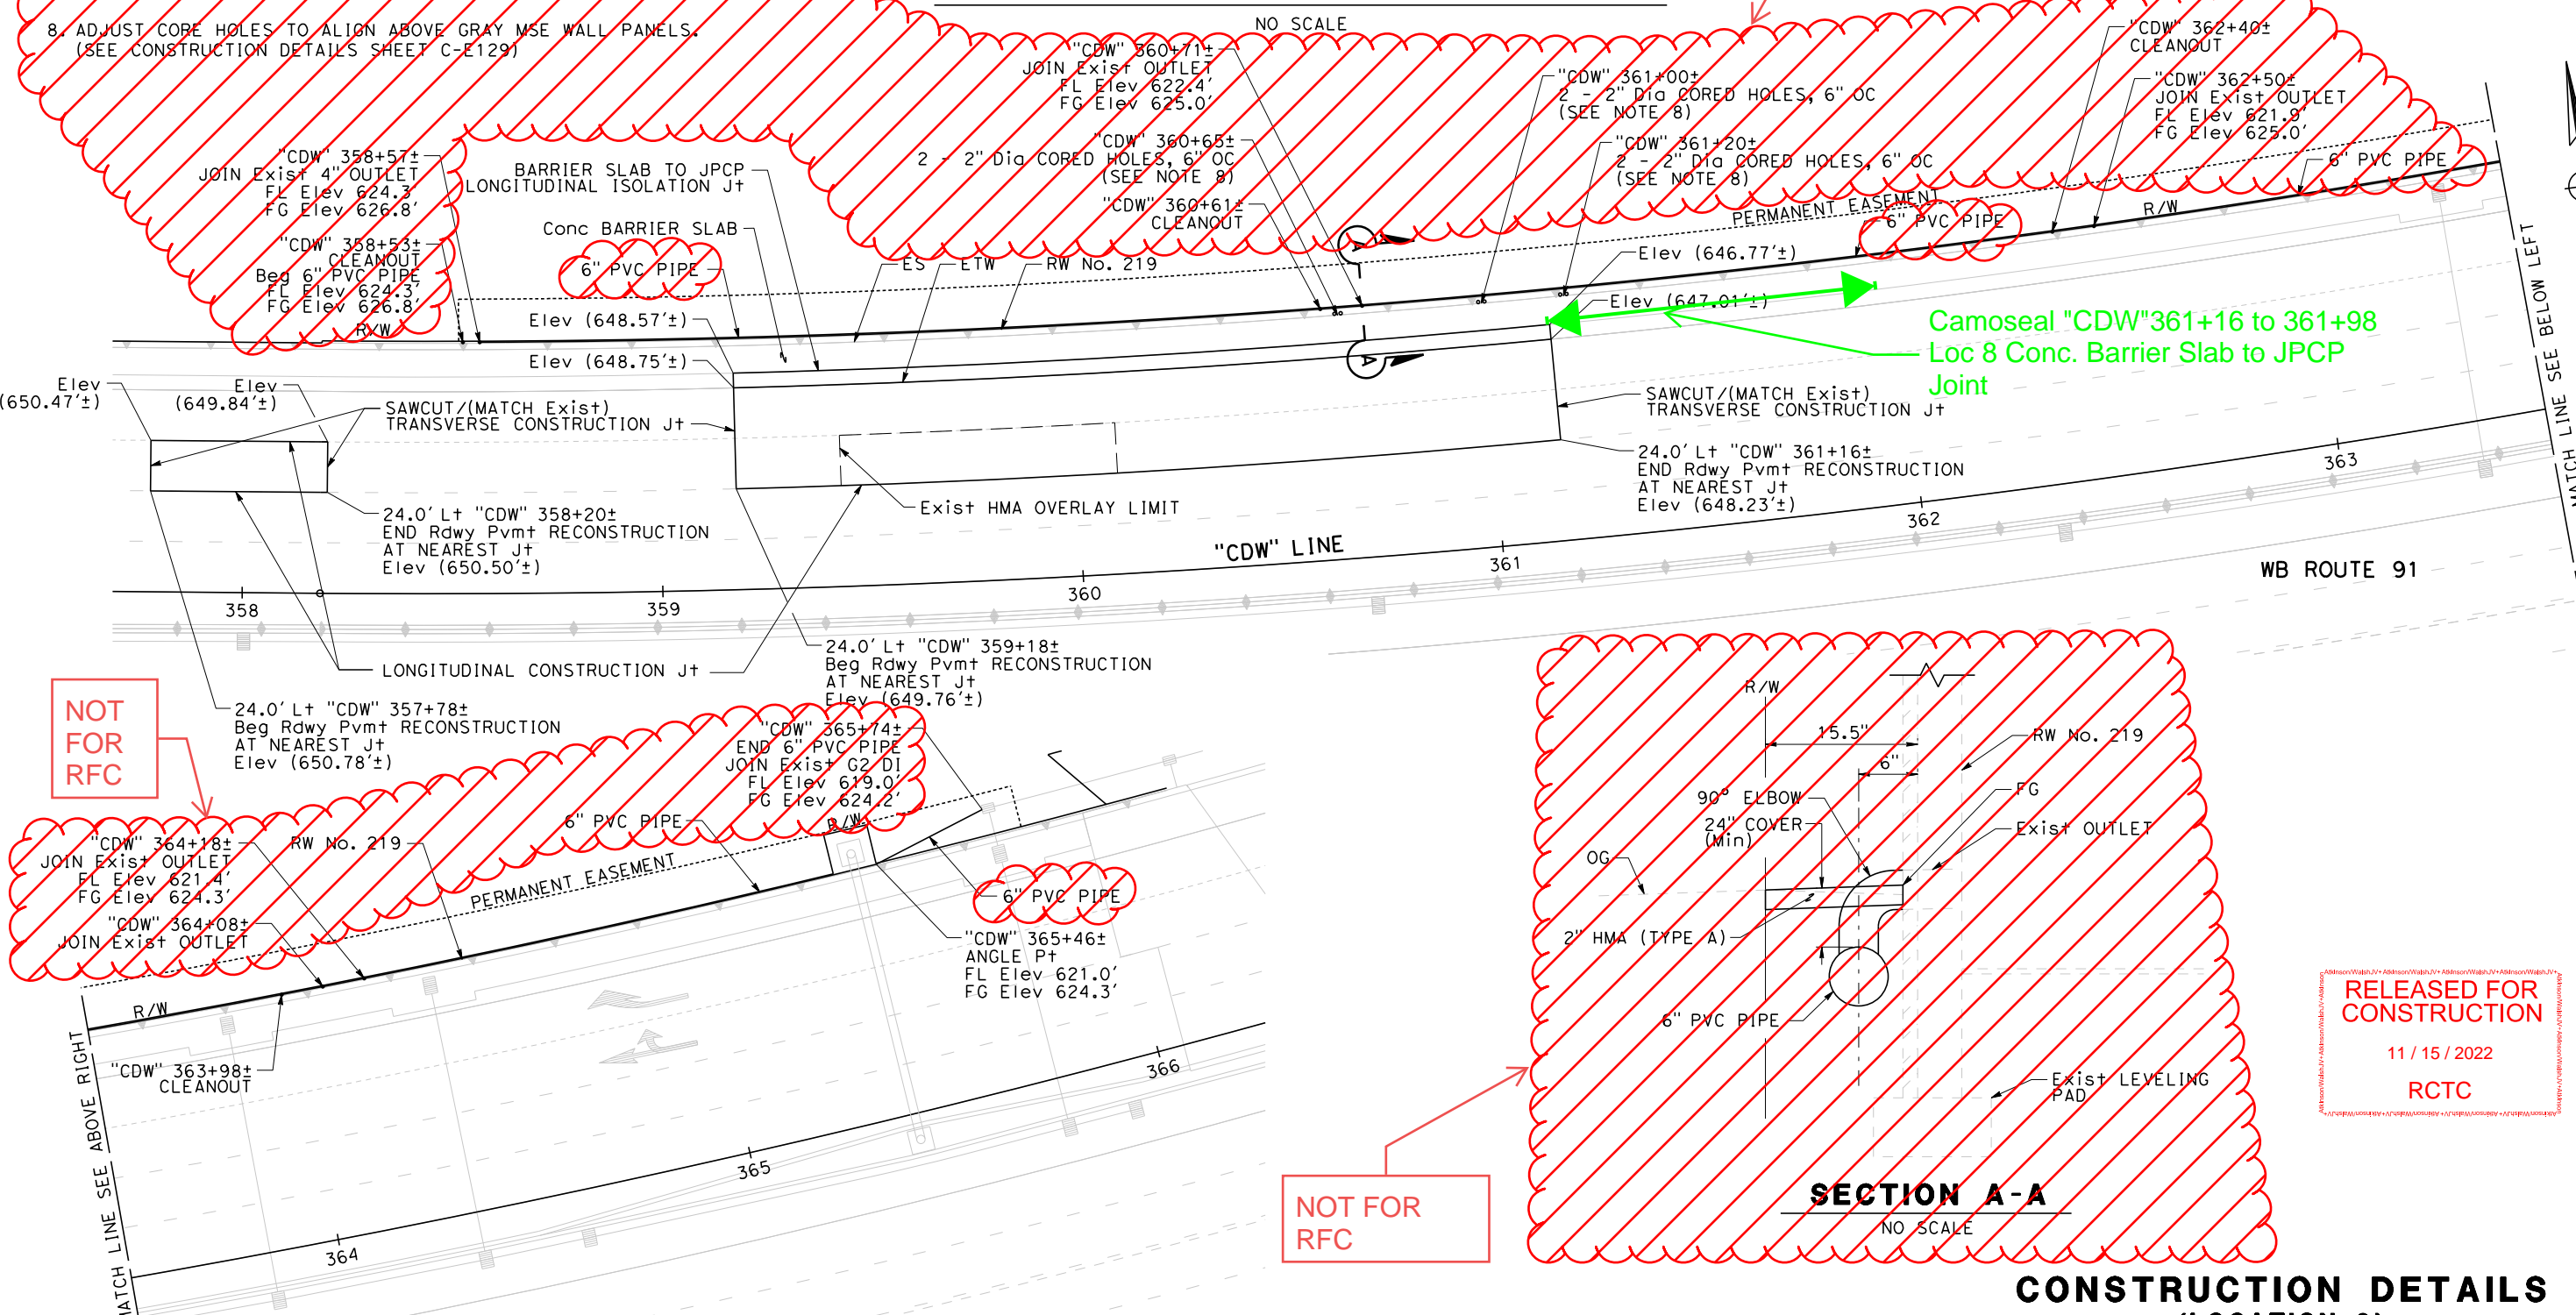 8. ADJUST CORE HOLES TO ALIGN ABOVE GRAY MSE WALL PANELS.
(SEE CONSTRUCTION DETAILS SHEET C-E129)
NO SCALE
"CDW" 358+57±
JOIN Exist 4" OUTLET
FL Elev 624.3'
FG Elev 626.8'
"CDW" 358+53±
CLEANOUT
Beg 6" PVC PIPE
FL Elev 624.3'
FG Elev 626.8'
R/W
BARRIER SLAB TO JPCP
LONGITUDINAL ISOLATION Jt
Conc BARRIER SLAB
6" PVC PIPE
ES
ETW
RW No. 219
"CDW" 360+71±
JOIN Exist OUTLET
FL Elev 622.4'
FG Elev 625.0'
"CDW" 360+65±
2 - 2" Dia CORED HOLES, 6" OC
(SEE NOTE 8)
"CDW" 360+61±
CLEANOUT
"CDW" 361+00±
2 - 2" Dia CORED HOLES, 6" OC
(SEE NOTE 8)
"CDW" 361+20±
2 - 2" Dia CORED HOLES, 6" OC
(SEE NOTE 8)
"CDW" 362+40±
CLEANOUT
"CDW" 362+50±
JOIN Exist OUTLET
FL Elev 621.9'
FG Elev 625.0'
6" PVC PIPE
PERMANENT EASEMENT
R/W
6" PVC PIPE
A
A
Elev (646.77'±)
Elev (647.01'±)
Camoseal "CDW"361+16 to 361+98
Loc 8 Conc. Barrier Slab to JPCP
Joint
MATCH LINE SEE BELOW LEFT
Elev (648.57'±)
Elev (648.75'±)
Elev
(650.47'±)
Elev
(649.84'±)
SAWCUT/(MATCH Exist)
TRANSVERSE CONSTRUCTION Jt
SAWCUT/(MATCH Exist)
TRANSVERSE CONSTRUCTION Jt
24.0' Lt "CDW" 361+16±
END Rdwy Pvmt RECONSTRUCTION
AT NEAREST Jt
Elev (648.23'±)
Exist HMA OVERLAY LIMIT
24.0' Lt "CDW" 358+20±
END Rdwy Pvmt RECONSTRUCTION
AT NEAREST Jt
Elev (650.50'±)
"CDW" LINE
358
359
360
361
362
363
WB ROUTE 91
LONGITUDINAL CONSTRUCTION Jt
24.0' Lt "CDW" 359+18±
Beg Rdwy Pvmt RECONSTRUCTION
AT NEAREST Jt
Elev (649.76'±)
24.0' Lt "CDW" 357+78±
Beg Rdwy Pvmt RECONSTRUCTION
AT NEAREST Jt
Elev (650.78'±)
NOT
FOR
RFC
"CDW" 365+74±
END 6" PVC PIPE
JOIN Exist G2 DI
FL Elev 619.0'
FG Elev 624.2'
R/W
6" PVC PIPE
RW No. 219
"CDW" 364+18±
JOIN Exist OUTLET
FL Elev 621.4'
FG Elev 624.3'
"CDW" 364+08±
JOIN Exist OUTLET
PERMANENT EASEMENT
6" PVC PIPE
"CDW" 365+46±
ANGLE Pt
FL Elev 621.0'
FG Elev 624.3'
R/W
"CDW" 363+98±
CLEANOUT
MATCH LINE SEE ABOVE RIGHT
364
365
366
R/W
15.5"
6"
RW No. 219
FG
90° ELBOW
24" COVER
(Min)
Exist OUTLET
OG
2" HMA (TYPE A)
6" PVC PIPE
Exist LEVELING
PAD
SECTION A-A
NO SCALE
NOT FOR
RFC
RELEASED FOR
CONSTRUCTION
11 / 15 / 2022
RCTC
CONSTRUCTION DETAILS